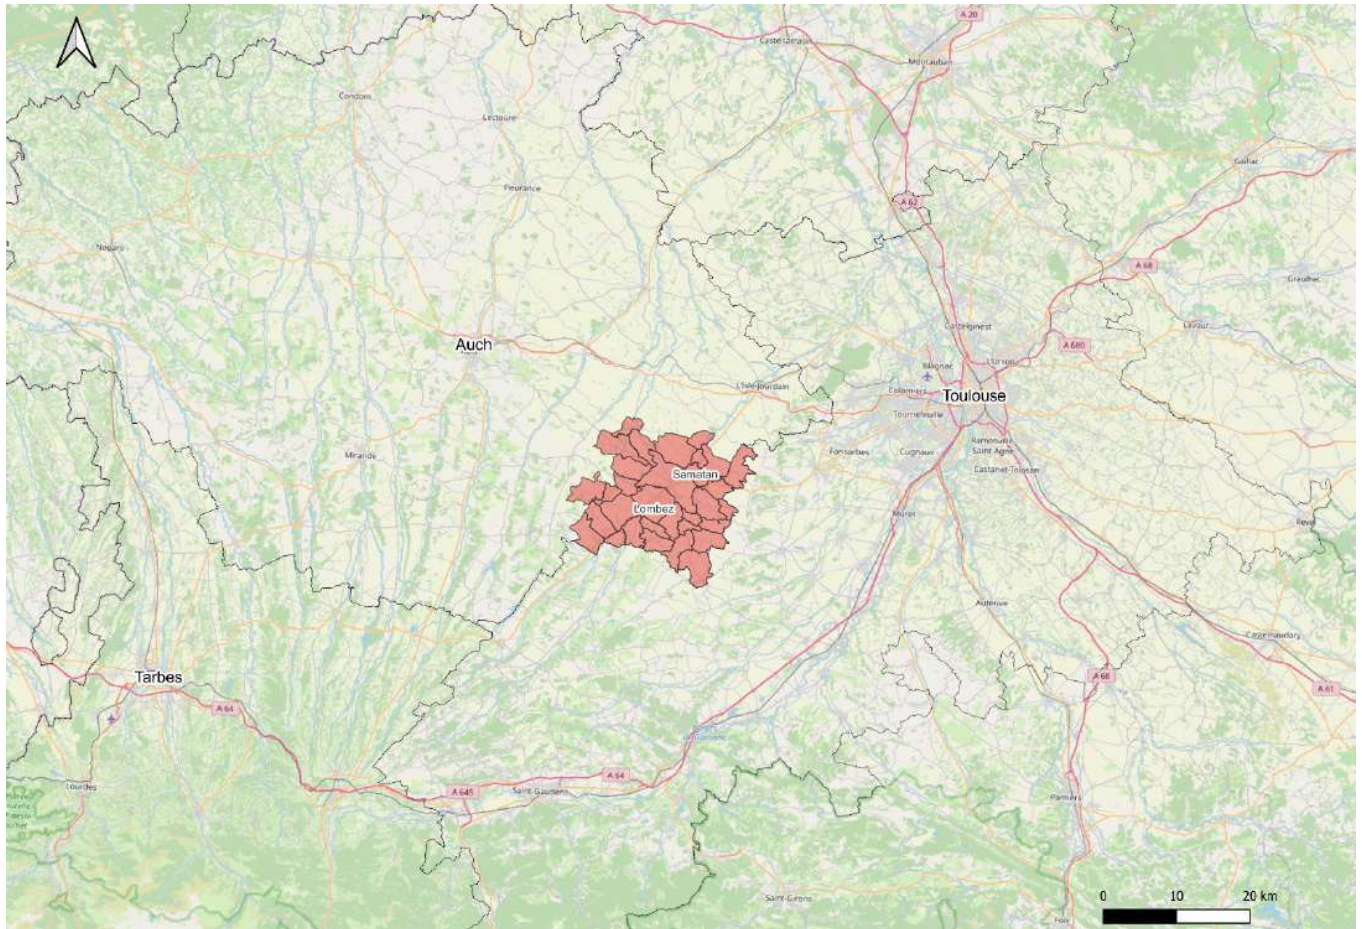 A 20
Castelsarrasin
Montauban
Condom
Lectoure
Gaillac
Fleurance
A 62
Nogaro
A 68
Graulhet
Castelginest
Lavaur
Auch
A 680
L'Union
Blagnac
L'Isle-Jourdain
Colomiers
Toulouse
Tournefeuille
Mirande
Fonsorbes
Cugnaux
Ramonville
Saint-Agne
Castanet-Tolosan
Samatan
Lombez
Muret
Revel
Auterive
Castelnaudary
Tarbes
A 66
A 61
A 64
Lourdes
A 64
A 645
Saint-Gaudens
Pamiers
Saint-Girons
Foix
0 10 20 km